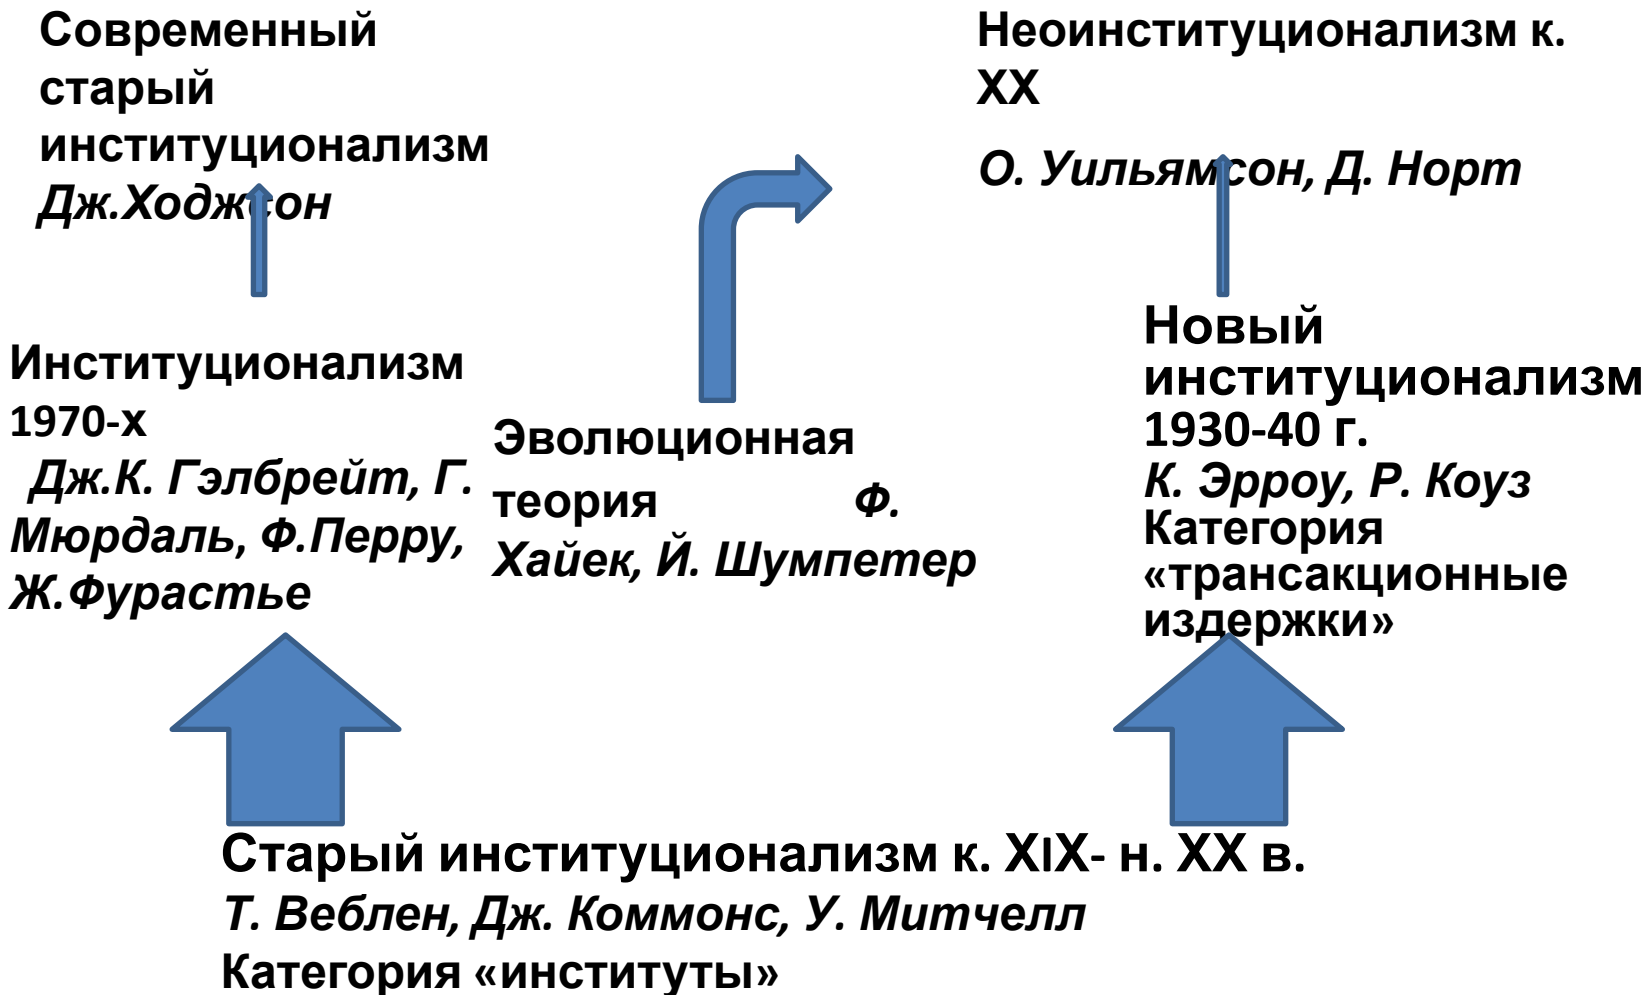 Современный
старый
институционализм
Дж.Ходжсон
Неоинституционализм к.
XX
О. Уильямсон, Д. Норт
Институционализм
1970-х
Дж.К. Гэлбрейт, Г.
Мюрдаль, Ф.Перру,
Ж.Фурастье
Эволюционная
теория Ф.
Хайек, Й. Шумпетер
Новый
институционализм
1930-40 г.
К. Эрроу, Р. Коуз
Категория
«трансакционные
издержки»
Старый институционализм к. XIX- н. XX в.
Т. Веблен, Дж. Коммонс, У. Митчелл
Категория «институты»